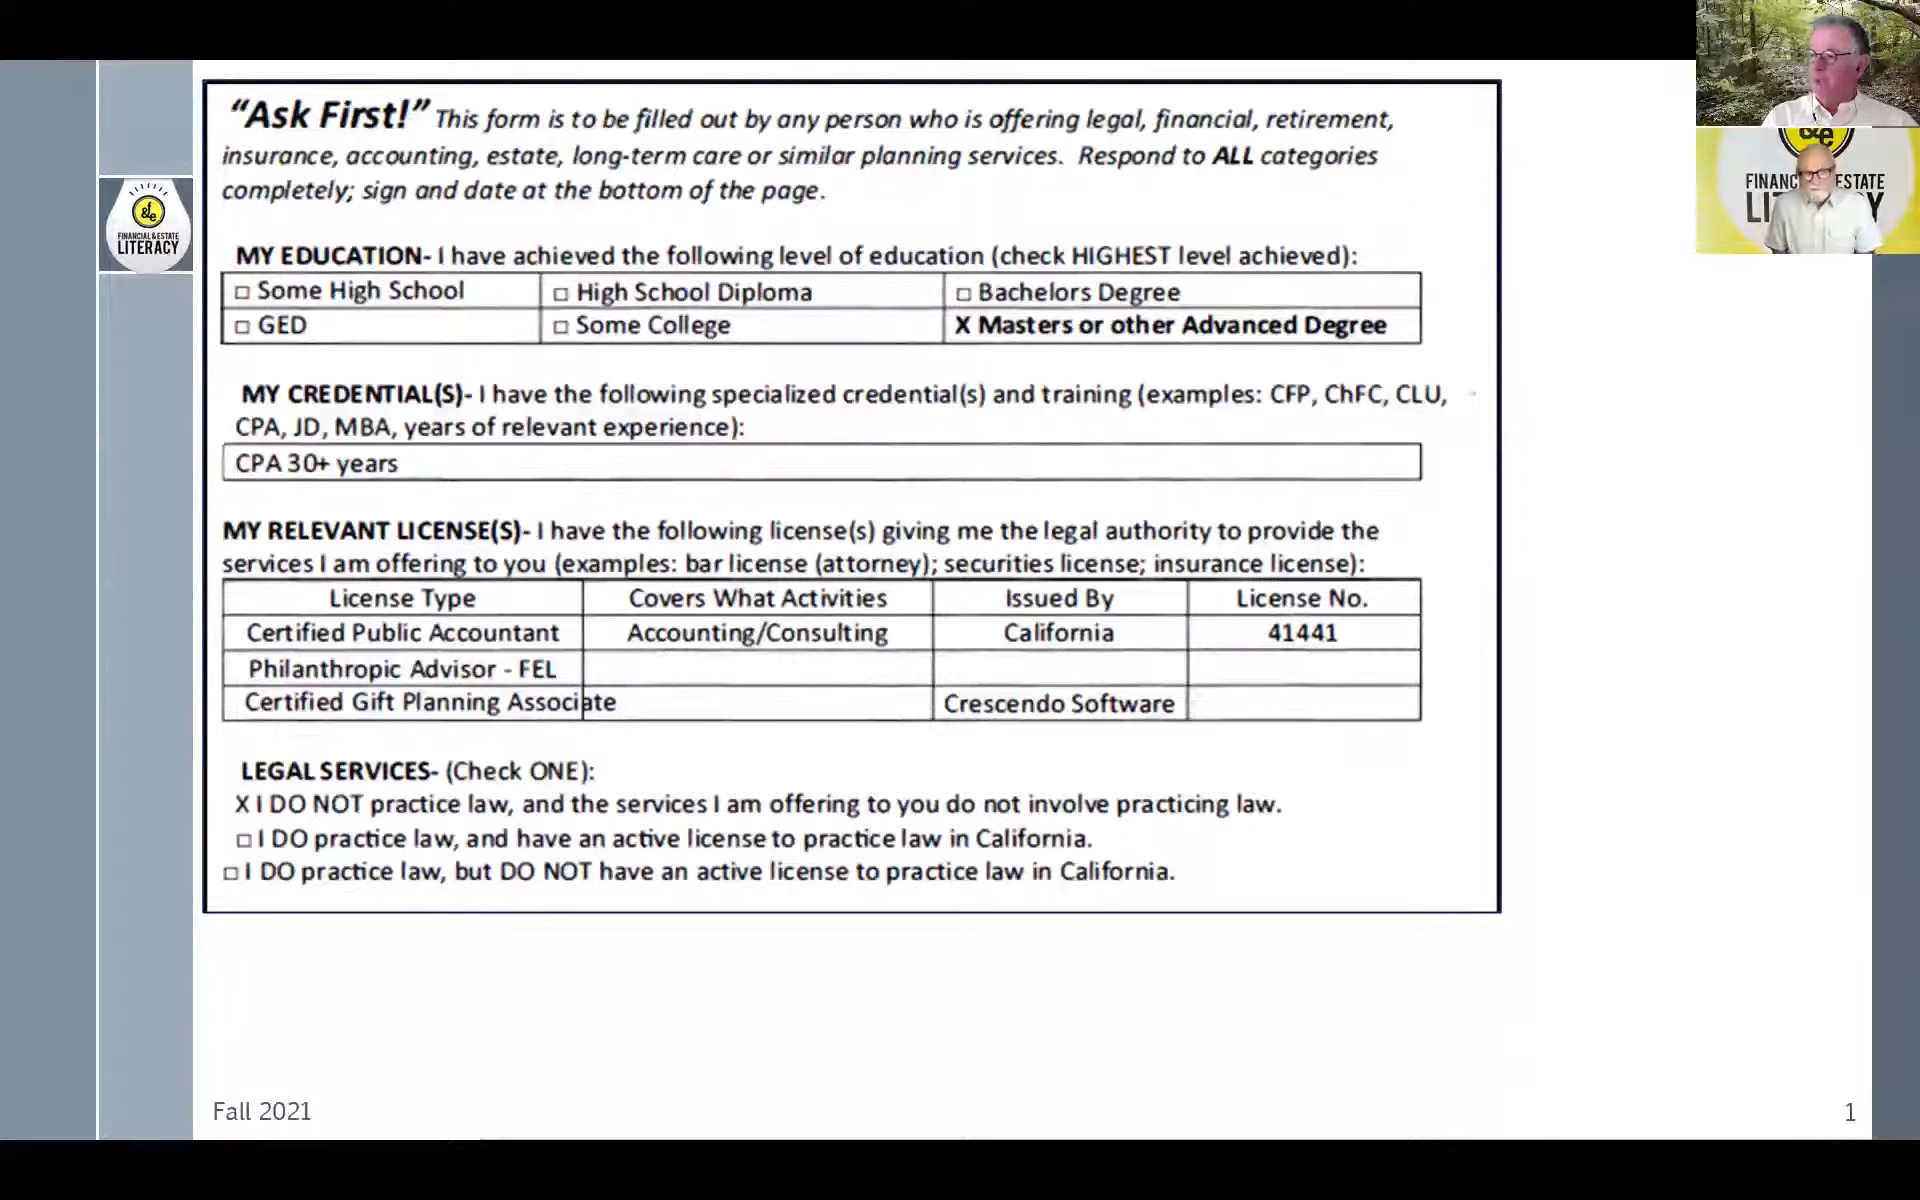 “Ask First!” This form is to be filled out by any person who is offering legal, financial, retirement,
insurance, accounting, estate, long-term care or similar planning services. Respond to ALL categories
completely; sign and date at the bottom of the page.
MY EDUCATION- I have achieved the following level of education (check HIGHEST level achieved):
□ Some High School □ High School Diploma □ Bachelors Degree
□ GED □ Some College X Masters or other Advanced Degree
MY CREDENTIAL(S)- I have the following specialized credential(s) and training (examples: CFP, ChFC, CLU,
CPA, JD, MBA, years of relevant experience):
CPA 30+ years
MY RELEVANT LICENSE(S)- I have the following license(s) giving me the legal authority to provide the
services I am offering to you (examples: bar license (attorney); securities license; insurance license):
License Type Covers What Activities Issued By License No.
Certified Public Accountant Accounting/Consulting California 41441
Philanthropic Advisor - FEL
Certified Gift Planning Associate Crescendo Software
LEGAL SERVICES- (Check ONE):
X I DO NOT practice law, and the services I am offering to you do not involve practicing law.
□ I DO practice law, and have an active license to practice law in California.
□ I DO practice law, but DO NOT have an active license to practice law in California.
Fall 2021
1
f&e
FINANCIAL & ESTATE
LITERACY
&e
FINANC ESTATE
LI Y